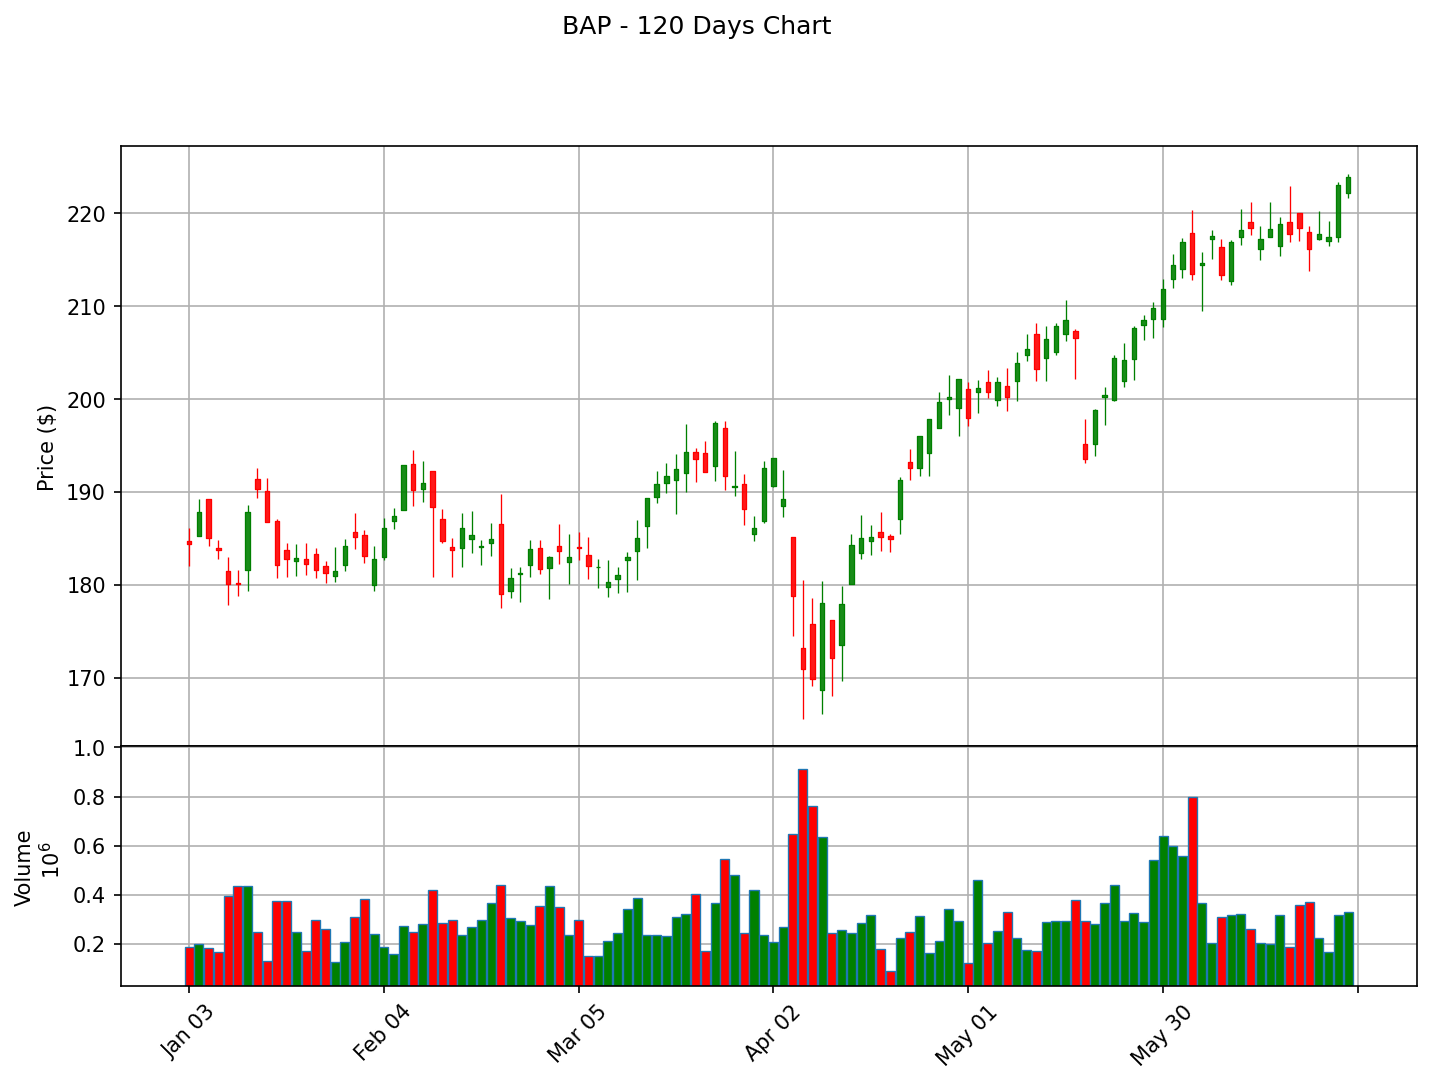 BAP - 120 Days Chart
Price ($)
220
210
200
190
180
170
Volume
10⁶
1.0
0.8
0.6
0.4
0.2
Jan 03
Feb 04
Mar 05
Apr 02
May 01
May 30